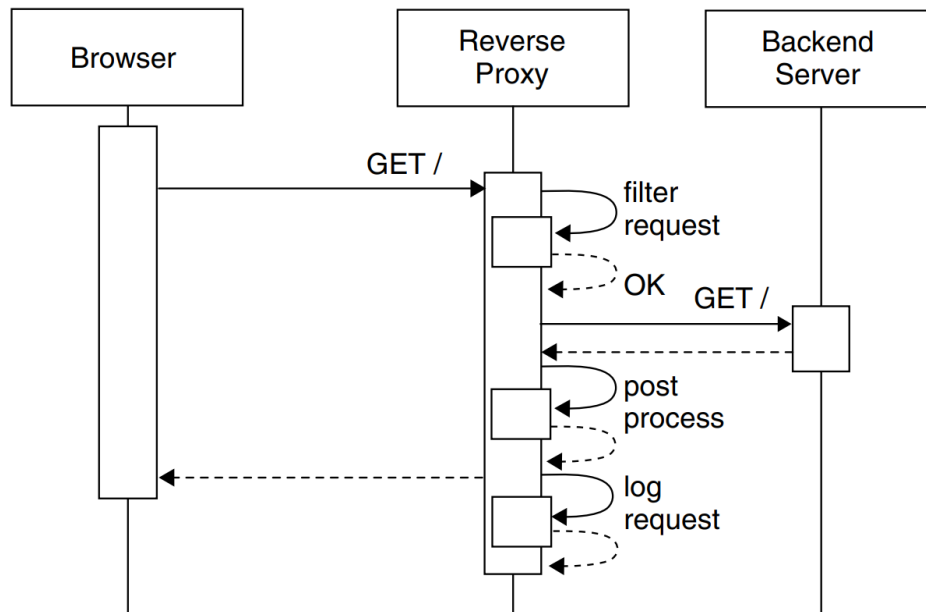 Browser
Reverse
Proxy
Backend
Server
GET /
filter
request
OK
GET /
post
process
log
request